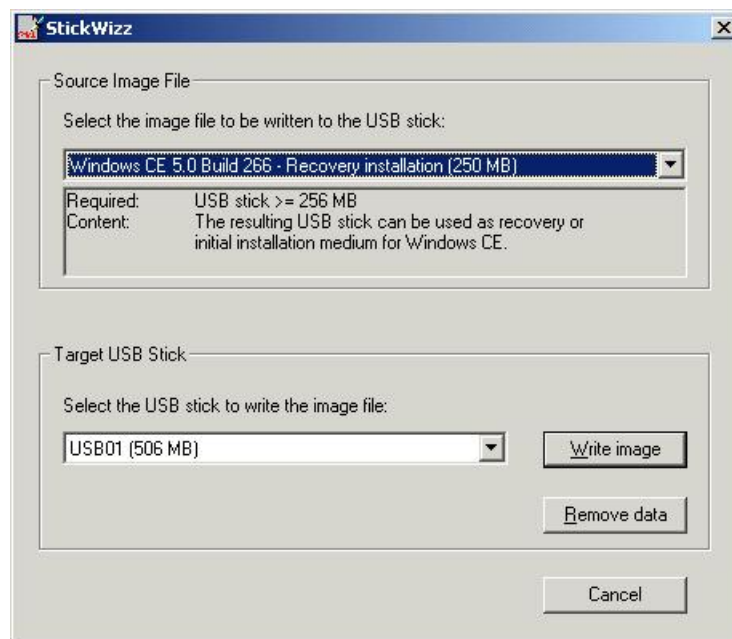 StickWizz
Source Image File
Select the image file to be written to the USB stick:
Windows CE 5.0 Build 266 - Recovery installation (250 MB)
Required: USB stick >= 256 MB
Content: The resulting USB stick can be used as recovery or
initial installation medium for Windows CE.
Target USB Stick
Select the USB stick to write the image file:
USB01 (506 MB)
Write image
Remove data
Cancel